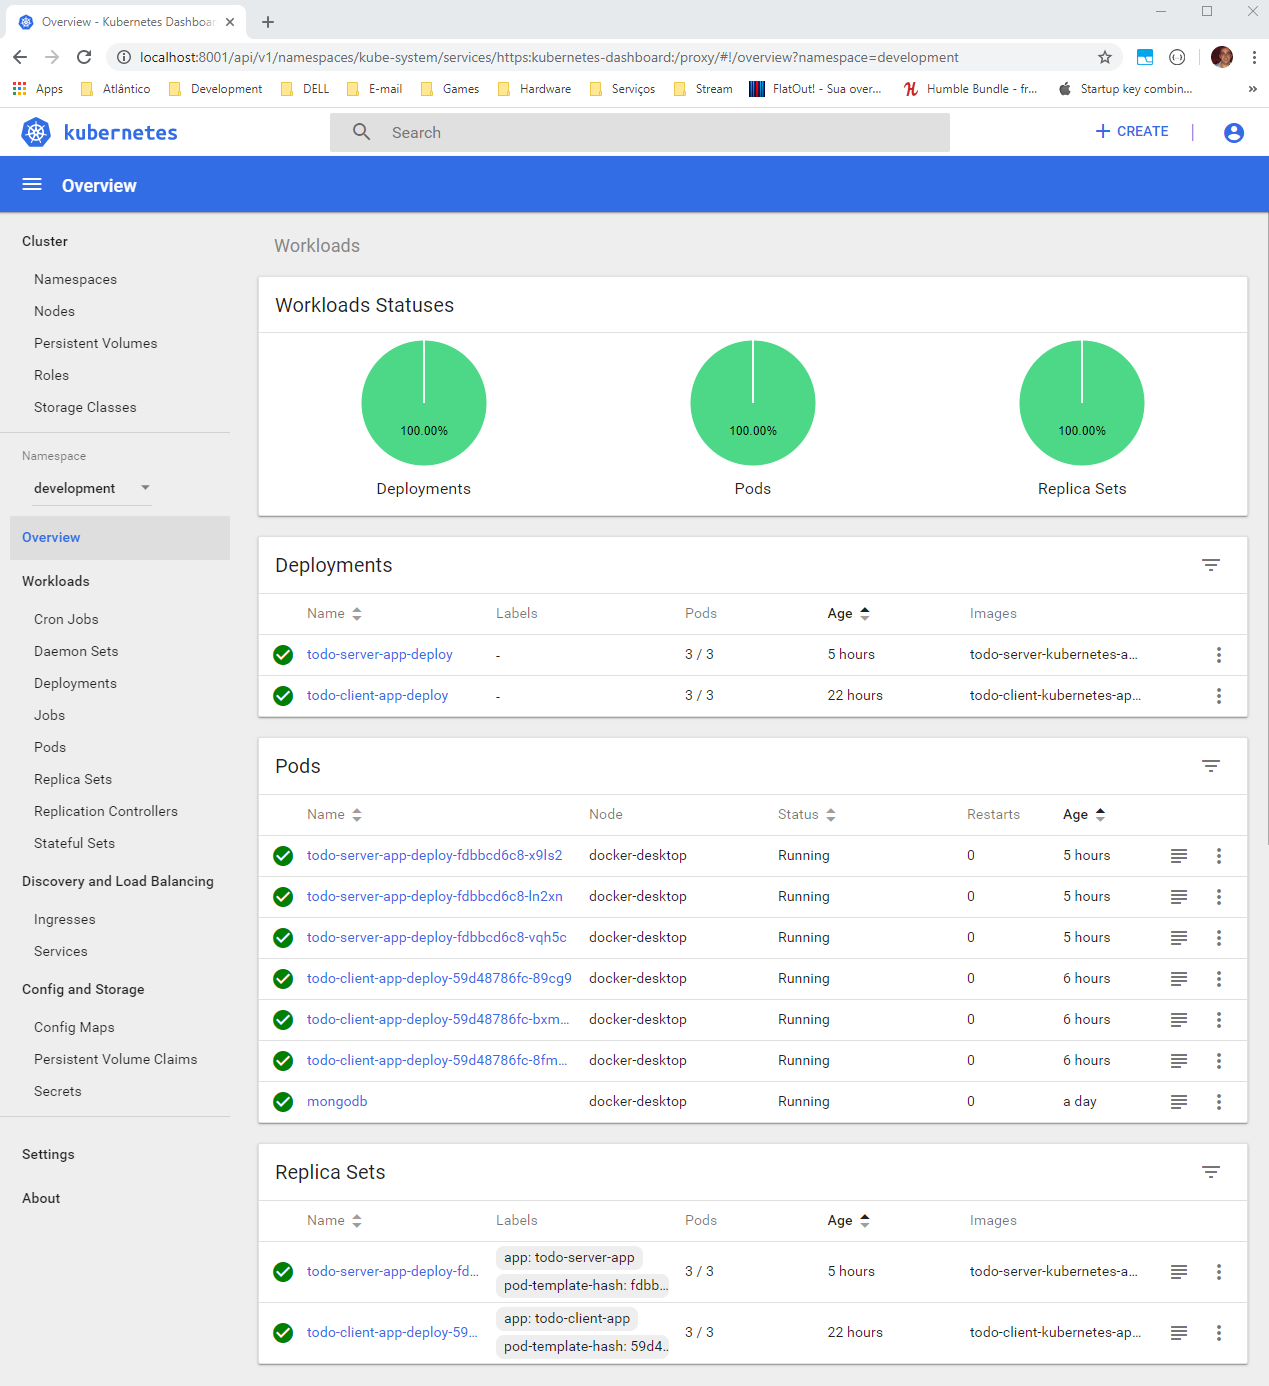 Overview - Kubernetes Dashboar
localhost:8001/api/v1/namespaces/kube-system/services/https:kubernetes-dashboard:/proxy/#!/overview?namespace=development
Apps Atlântico Development DELL E-mail Games Hardware Serviços Stream FlatOut! - Sua over... Humble Bundle - fr... Startup key combin... »
kubernetes Search + CREATE
Overview
Cluster
Namespaces
Nodes
Persistent Volumes
Roles
Storage Classes
Namespace
development
Overview
Workloads
Cron Jobs
Daemon Sets
Deployments
Jobs
Pods
Replica Sets
Replication Controllers
Stateful Sets
Discovery and Load Balancing
Ingresses
Services
Config and Storage
Config Maps
Persistent Volume Claims
Secrets
Settings
About
Workloads
Workloads Statuses
100.00% 100.00% 100.00%
Deployments Pods Replica Sets
Deployments
Name Labels Pods Age Images
todo-server-app-deploy - 3 / 3 5 hours todo-server-kubernetes-a...
todo-client-app-deploy - 3 / 3 22 hours todo-client-kubernetes-ap...
Pods
Name Node Status Restarts Age
todo-server-app-deploy-fdbbcd6c8-x9ls2 docker-desktop Running 0 5 hours
todo-server-app-deploy-fdbbcd6c8-ln2xn docker-desktop Running 0 5 hours
todo-server-app-deploy-fdbbcd6c8-vqh5c docker-desktop Running 0 5 hours
todo-client-app-deploy-59d48786fc-89cg9 docker-desktop Running 0 6 hours
todo-client-app-deploy-59d48786fc-bxm... docker-desktop Running 0 6 hours
todo-client-app-deploy-59d48786fc-8fm... docker-desktop Running 0 6 hours
mongodb docker-desktop Running 0 a day
Replica Sets
Name Labels Pods Age Images
app: todo-server-app
todo-server-app-deploy-fd... 3 / 3 5 hours todo-server-kubernetes-a...
pod-template-hash: fdbb...
app: todo-client-app
todo-client-app-deploy-59... 3 / 3 22 hours todo-client-kubernetes-ap...
pod-template-hash: 59d4..